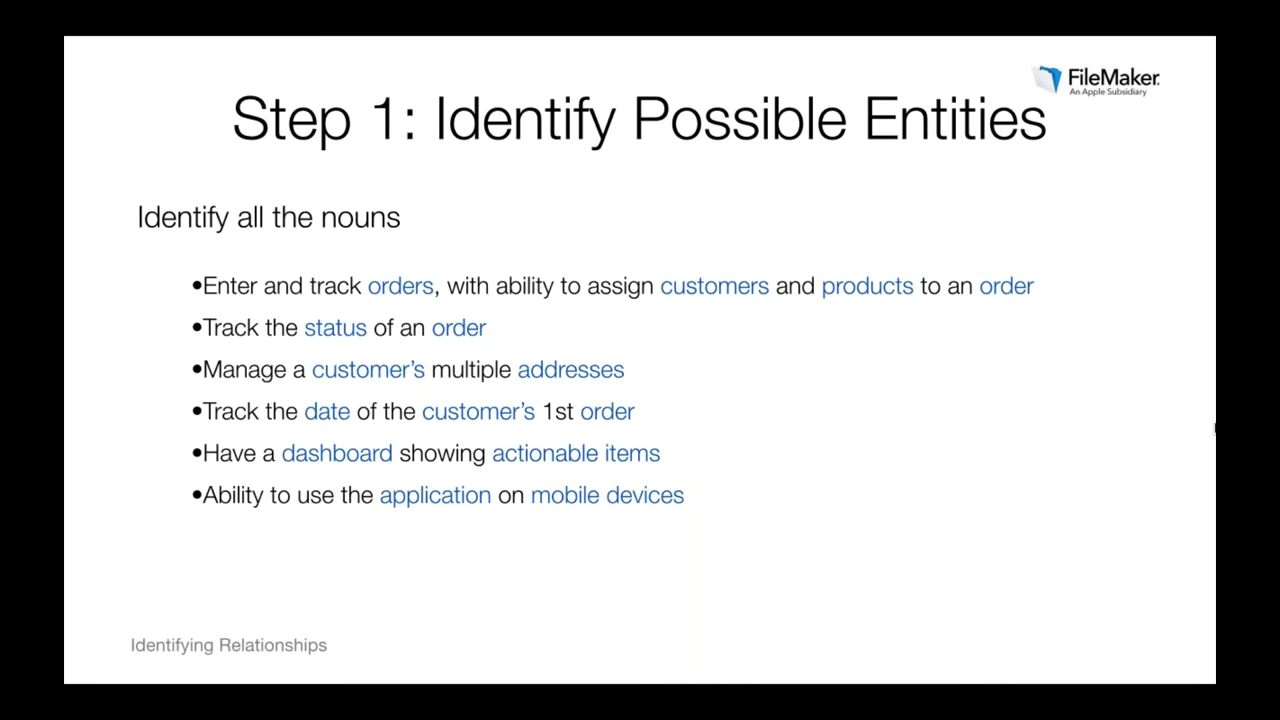 FileMaker.
An Apple Subsidiary
Step 1: Identify Possible Entities
Identify all the nouns
•Enter and track orders, with ability to assign customers and products to an order
•Track the status of an order
•Manage a customer’s multiple addresses
•Track the date of the customer’s 1st order
•Have a dashboard showing actionable items
•Ability to use the application on mobile devices
Identifying Relationships